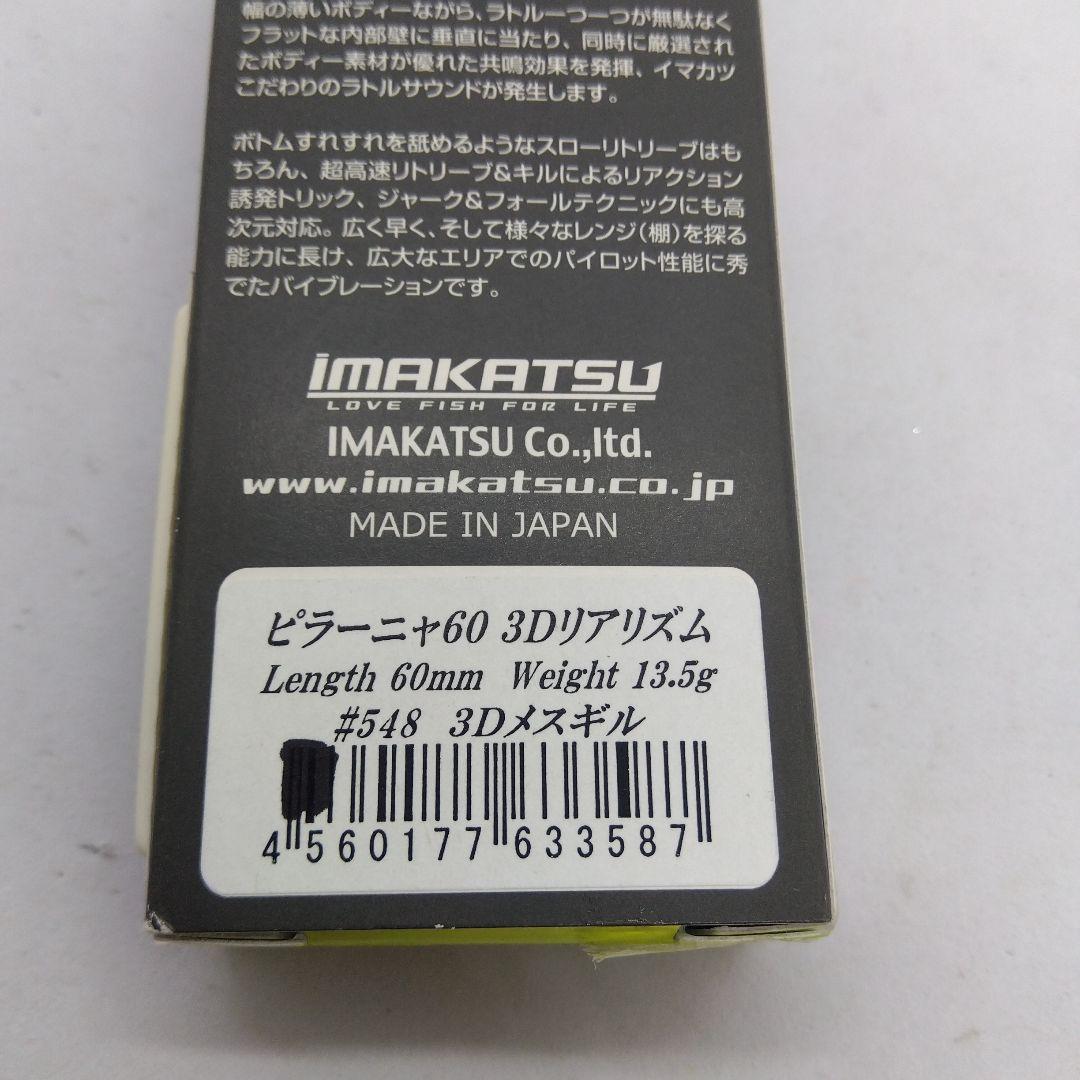 幅の薄いボディーながら、ラトル一つ一つが無駄なく
フラットな内部壁に垂直に当たり、同時に厳選され
たボディー素材が優れた共鳴効果を発揮、イマカツ
こだわりのラトルサウンドが発生します。
ボトムすれすれを舐めるようなスローリトリーブはも
ちろん、超高速リトリーブ&キルによるリアクション
誘発トリック、ジャーク&フォールテクニックにも高
次元対応。広く早く、そして様々なレンジ(棚)を探る
能力に長け、広大なエリアでのパイロット性能に秀
でたバイブレーションです。
IMAKATSU
LOVE FISH FOR LIFE
IMAKATSU Co.,ltd.
www.imakatsu.co.jp
MADE IN JAPAN
ピラーニャ60 3Dリアリズム
Length 60mm Weight 13.5g
#548 3Dメスギル
4560177633587